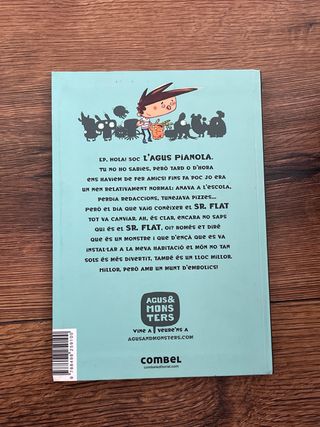 EP, HOLA! SOC L'AGUS PIANOLA.
TU NO HO SABIES, PERÒ TARD O D'HORA
ENS HAVÍEM DE FER AMICS! FINS FA POC JO ERA
UN NEN RELATIVAMENT NORMAL: ANAVA A L'ESCOLA,
PERDIA REDACCIONS, TUNEJAVA PIZZES...
PERÒ EL DIA QUE VAIG CONÈIXER EL SR. FLAT
TOT VA CANVIAR. AH, ÉS CLAR, ENCARA NO SAPS
QUI ÉS EL SR. FLAT, OI? NOMÉS ET DIRÉ
QUE ÉS UN MONSTRE I QUE D'ENÇÀ QUE ES VA
INSTAL·LAR A LA MEVA HABITACIÓ EL MÓN NO TAN
SOLS ÉS MÉS DIVERTIT, TAMBÉ ÉS UN LLOC MILLOR.
MILLOR, PERÒ AMB UN MUNT D'EMBOLICS!
AGUS&
MONS
TERS
VINE A VEURE'NS A
AGUSANDMONSTERS.COM
COMBEL
combeleditorial.com